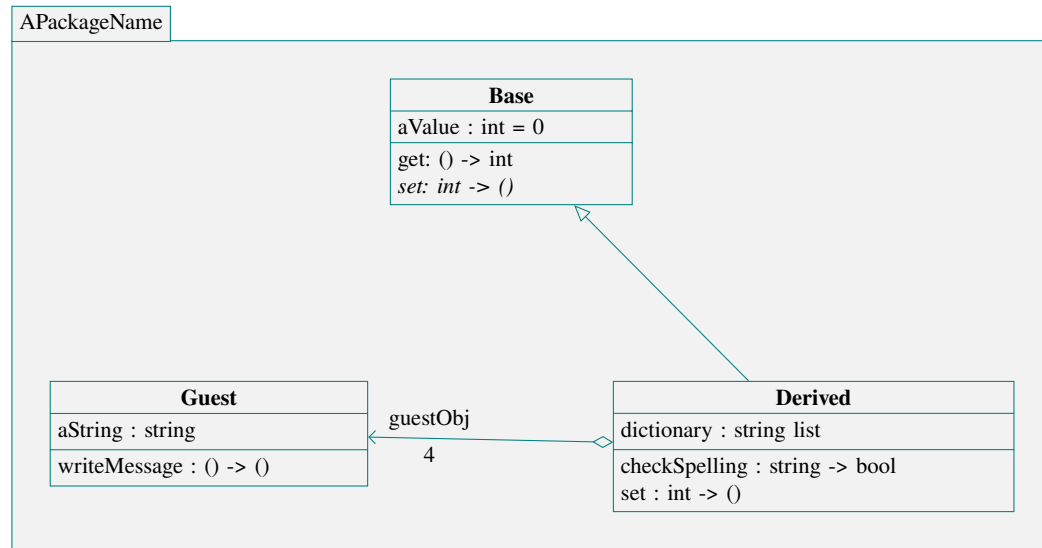 APackageName
Base
aValue : int = 0
get: () -> int
set: int -> ()
Guest
aString : string
writeMessage : () -> ()
guestObj
4
Derived
dictionary : string list
checkSpelling : string -> bool
set : int -> ()